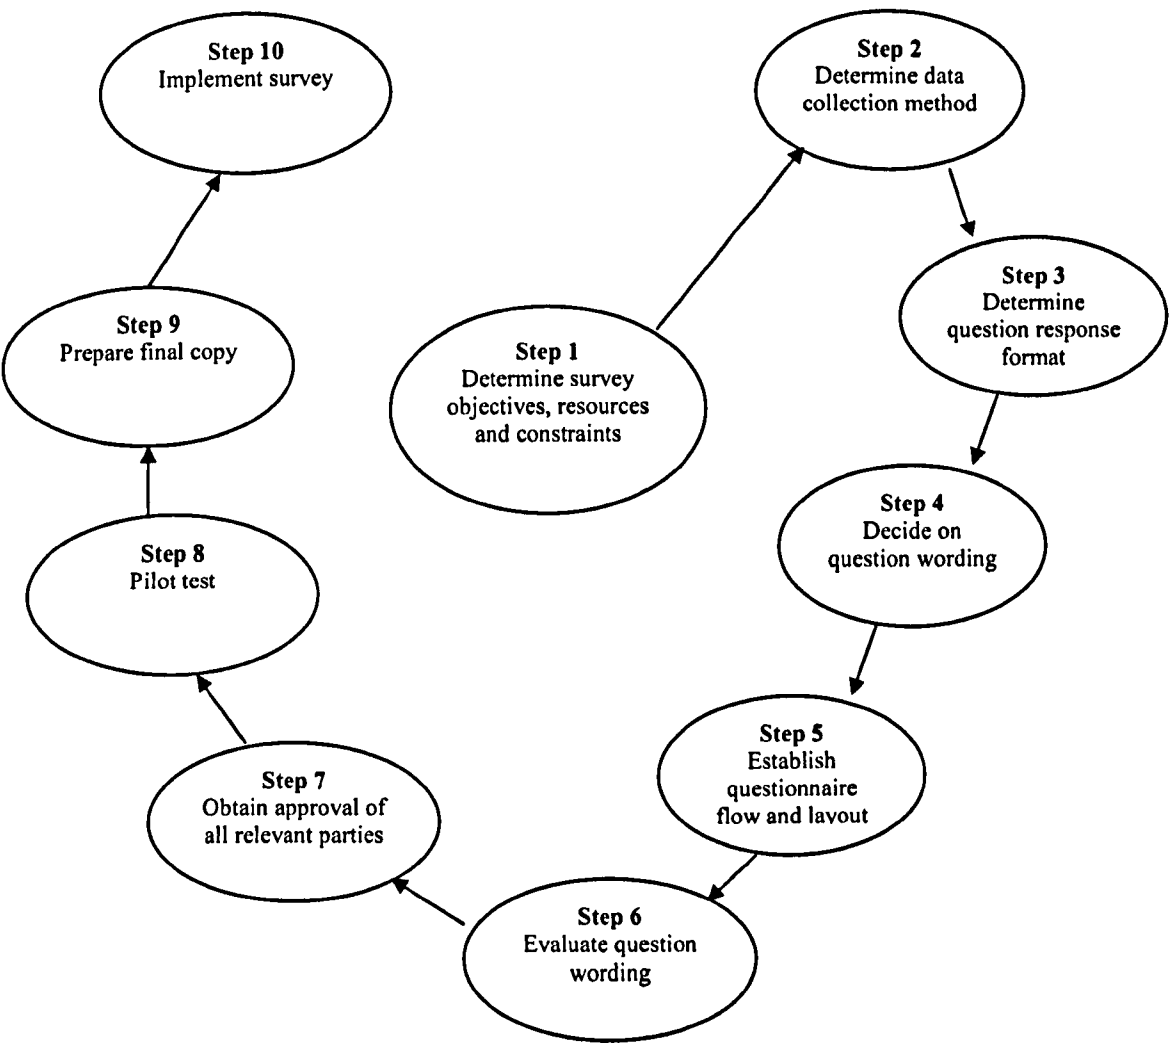 Step 1
Determine survey
objectives, resources
and constraints
Step 2
Determine data
collection method
Step 3
Determine
question response
format
Step 4
Decide on
question wording
Step 5
Establish
questionnaire
flow and layout
Step 6
Evaluate question
wording
Step 7
Obtain approval of
all relevant parties
Step 8
Pilot test
Step 9
Prepare final copy
Step 10
Implement survey